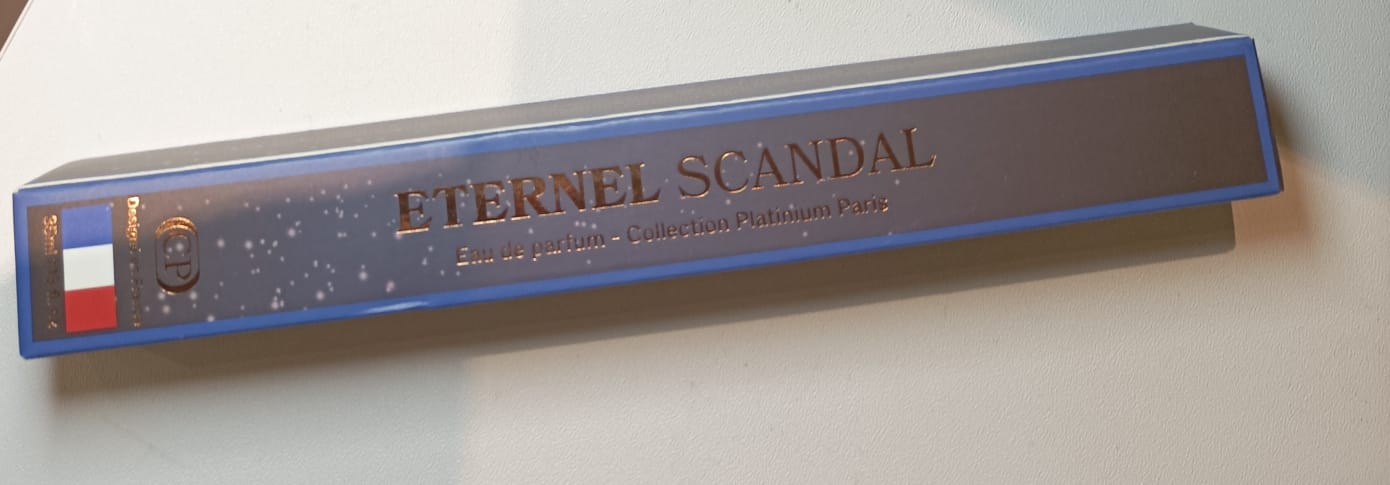 ETERNEL SCANDAL
Eau de parfum - Collection Platinium Paris
CP